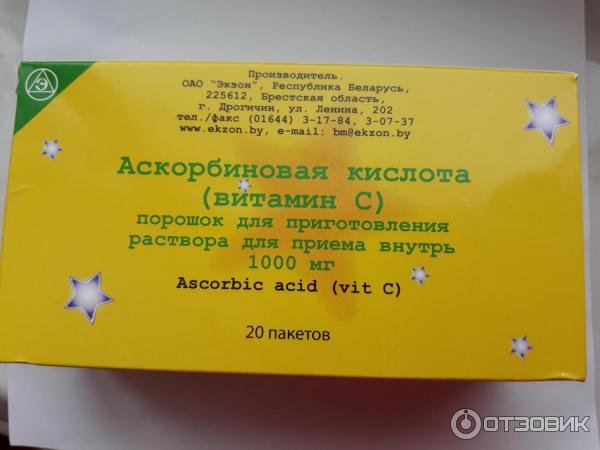 Э
Производитель.
ОАО "Экзон", Республика Беларусь,
225612, Брестская область,
г. Дрогичин, ул. Ленина, 202
тел./факс (01644) 3-17-84, 3-07-37
www.ekzon.by, e-mail: bm@ekzon.by
Аскорбиновая кислота
(витамин С)
порошок для приготовления
раствора для приема внутрь
1000 мг
Ascorbic acid (vit C)
20 пакетов
ОТЗОВИК